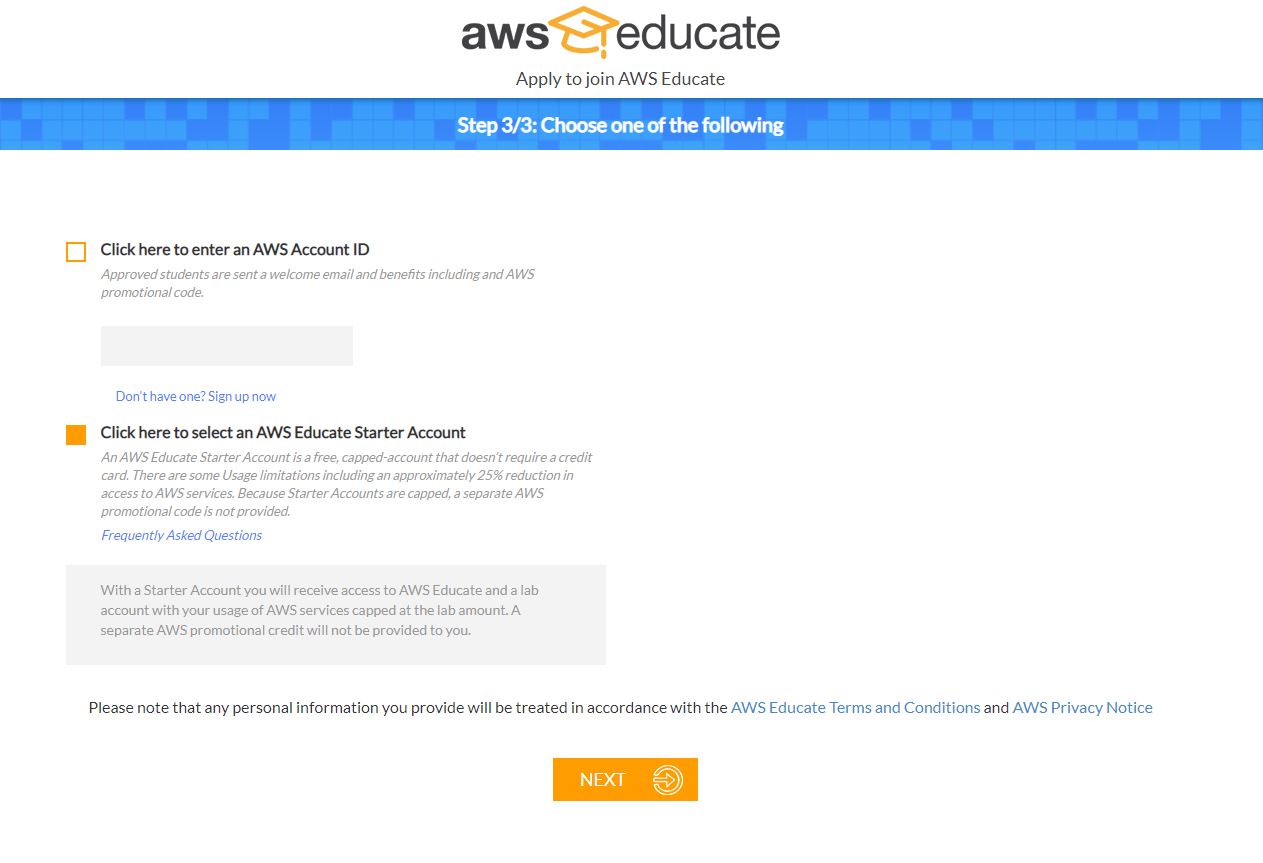 aws educate
Apply to join AWS Educate
Step 3/3: Choose one of the following
Click here to enter an AWS Account ID
Approved students are sent a welcome email and benefits including and AWS
promotional code.
Don't have one? Sign up now
Click here to select an AWS Educate Starter Account
An AWS Educate Starter Account is a free, capped-account that doesn't require a credit
card. There are some Usage limitations including an approximately 25% reduction in
access to AWS services. Because Starter Accounts are capped, a separate AWS
promotional code is not provided.
Frequently Asked Questions
With a Starter Account you will receive access to AWS Educate and a lab
account with your usage of AWS services capped at the lab amount. A
separate AWS promotional credit will not be provided to you.
Please note that any personal information you provide will be treated in accordance with the AWS Educate Terms and Conditions and AWS Privacy Notice
NEXT